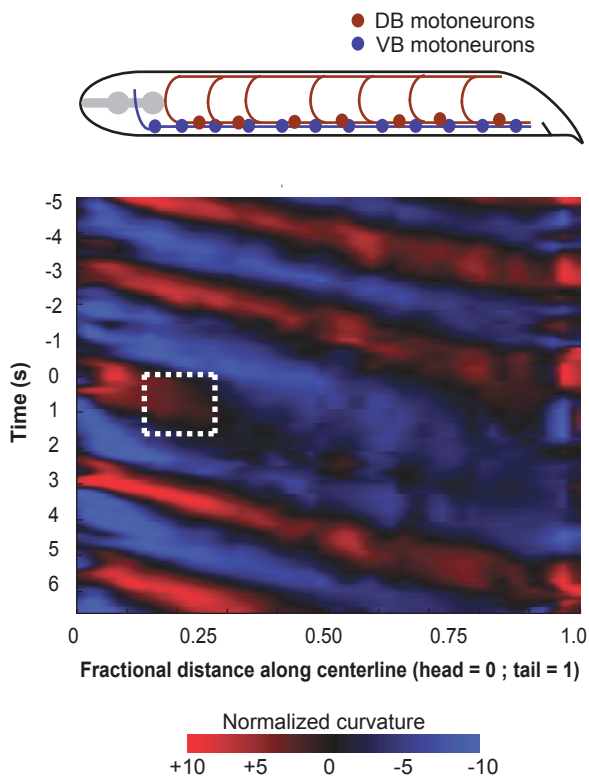 DB motoneurons
VB motoneurons
-5
-4
-3
-2
-1
0
1
2
3
4
5
6
Time (s)
0 0.25 0.50 0.75 1.0
Fractional distance along centerline (head = 0 ; tail = 1)
Normalized curvature
+10 +5 0 -5 -10